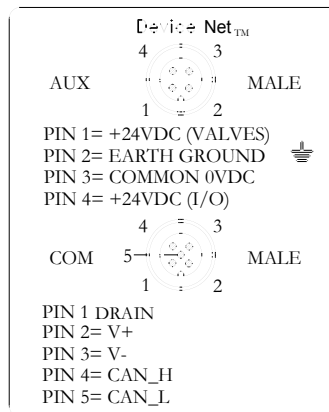 DeviceNet TM
4 3
AUX MALE
1 2
PIN 1= +24VDC (VALVES)
PIN 2= EARTH GROUND
PIN 3= COMMON 0VDC
PIN 4= +24VDC (I/O)
4 3
COM 5 MALE
1 2
PIN 1 DRAIN
PIN 2= V+
PIN 3= V-
PIN 4= CAN_H
PIN 5= CAN_L